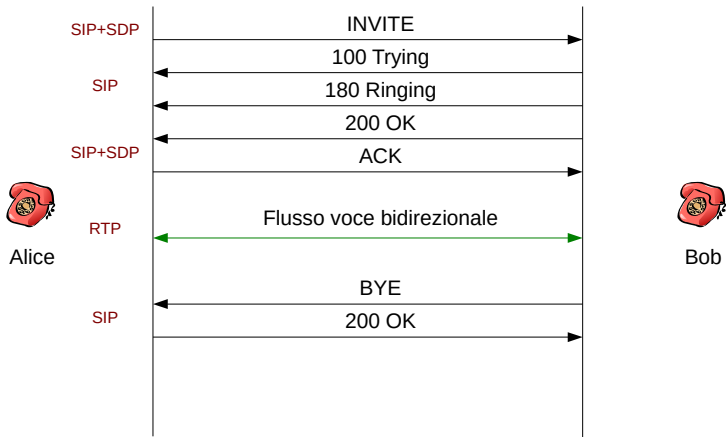 INVITE
SIP+SDP
100 Trying
SIP
180 Ringing
200 OK
SIP+SDP
ACK
Flusso voce bidirezionale
RTP
Alice
Bob
BYE
SIP
200 OK